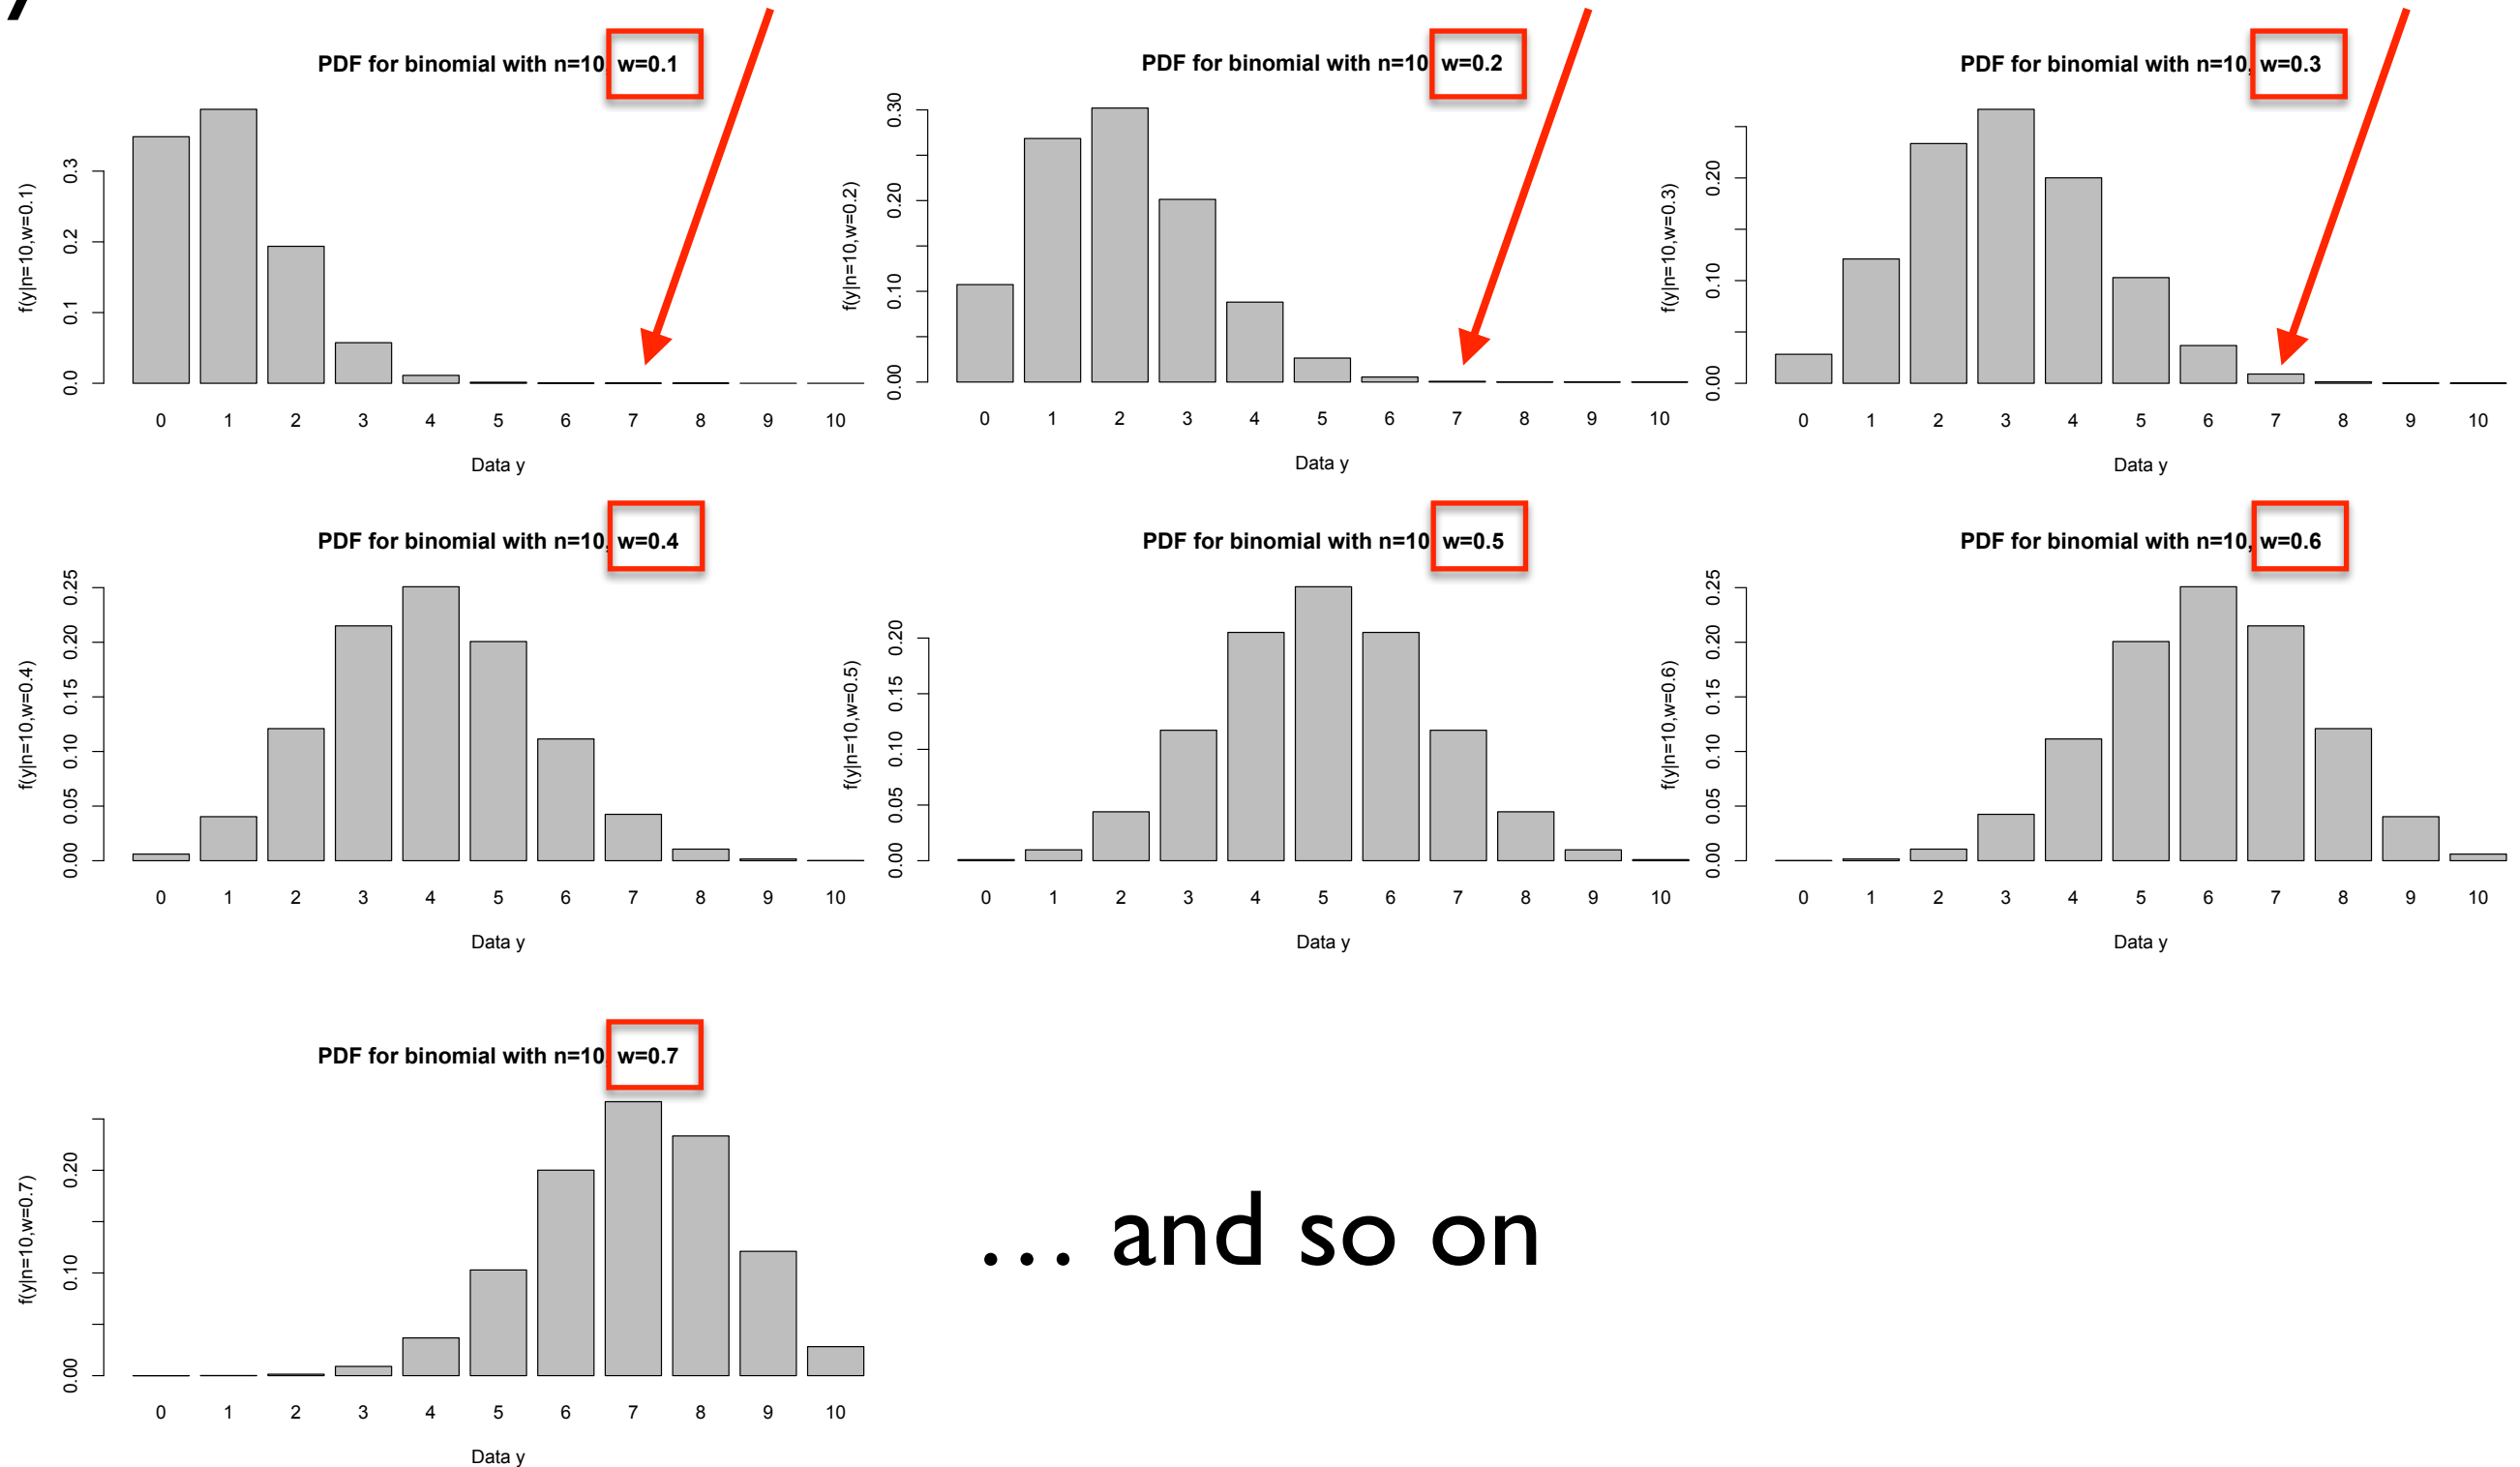 PDF for binomial with n=10, w=0.1
f(y|n=10,w=0.1)
0.0 0.1 0.2 0.3
0 1 2 3 4 5 6 7 8 9 10
Data y
PDF for binomial with n=10 w=0.2
f(y|n=10,w=0.2)
0.00 0.10 0.20 0.30
0 1 2 3 4 5 6 7 8 9 10
Data y
PDF for binomial with n=10, w=0.3
f(y|n=10,w=0.3)
0.00 0.10 0.20
0 1 2 3 4 5 6 7 8 9 10
Data y
PDF for binomial with n=10, w=0.4
f(y|n=10,w=0.4)
0.00 0.05 0.10 0.15 0.20 0.25
0 1 2 3 4 5 6 7 8 9 10
Data y
PDF for binomial with n=10 w=0.5
f(y|n=10,w=0.5)
0.00 0.05 0.10 0.15 0.20
0 1 2 3 4 5 6 7 8 9 10
Data y
PDF for binomial with n=10, w=0.6
f(y|n=10,w=0.6)
0.00 0.05 0.10 0.15 0.20 0.25
0 1 2 3 4 5 6 7 8 9 10
Data y
PDF for binomial with n=10 w=0.7
f(y|n=10,w=0.7)
0.00 0.10 0.20
0 1 2 3 4 5 6 7 8 9 10
Data y
... and so on